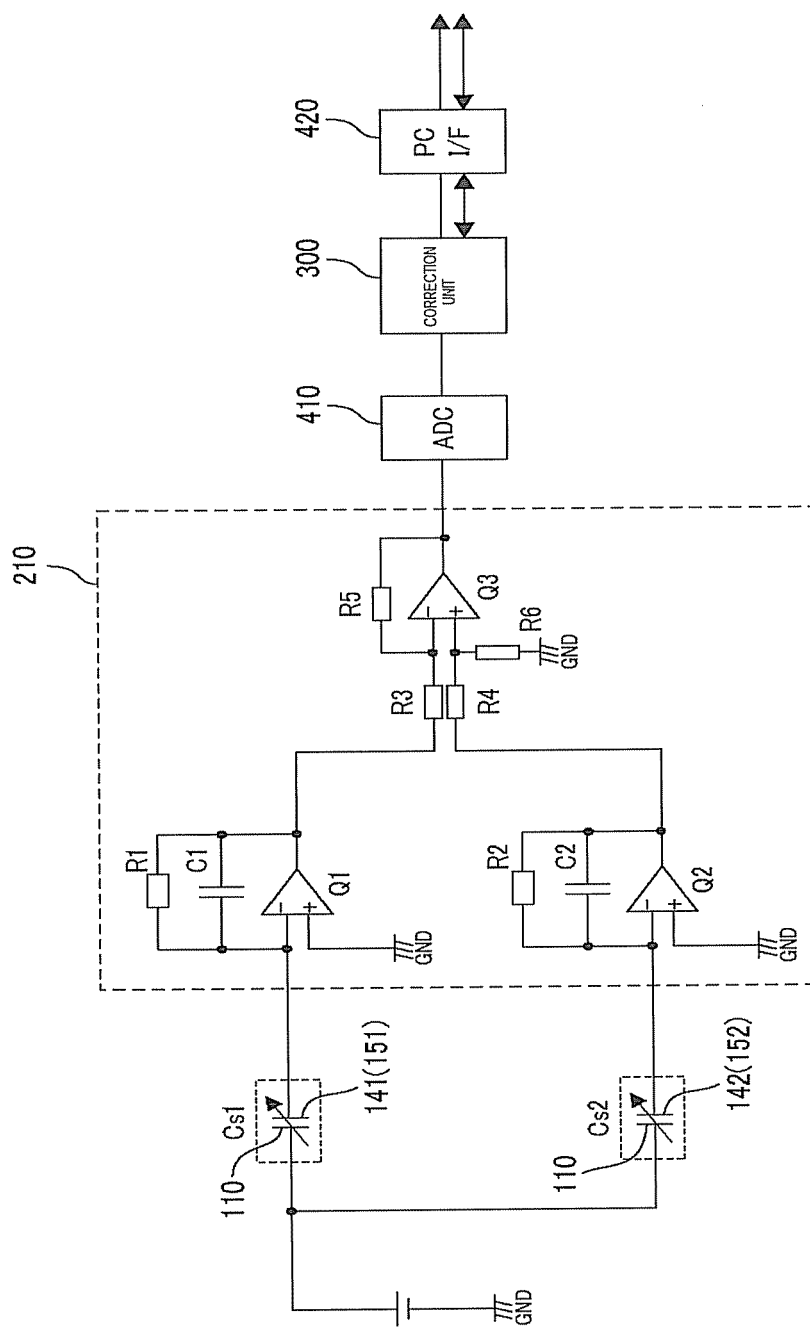 210
420
PC
I/F
300
CORRECTION
UNIT
410
ADC
R5
Q3
R6
GND
R3
R4
R1
C1
Q1
GND
R2
C2
Q2
GND
Cs1
110
141(151)
Cs2
110
142(152)
GND
-
+
-
+
-
+